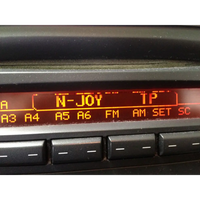 A N-JOY TP
A3 A4 A5 A6 FM AM SET SC